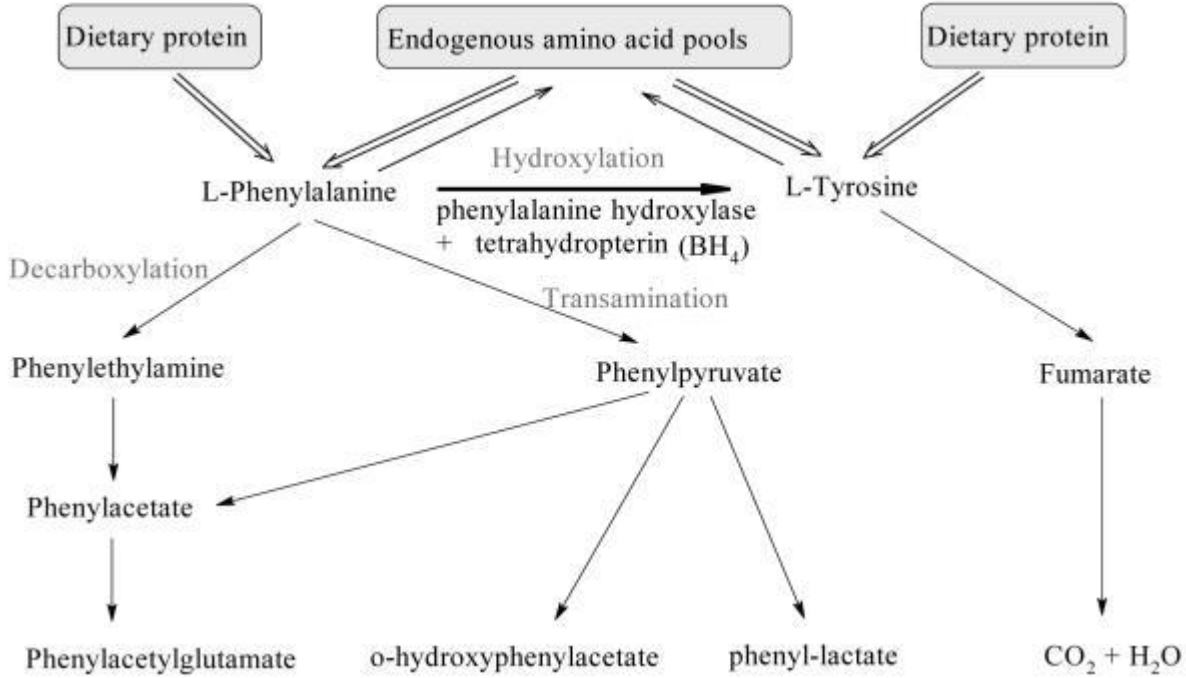 Dietary protein
Endogenous amino acid pools
Dietary protein
Hydroxylation
L-Phenylalanine
L-Tyrosine
phenylalanine hydroxylase
+ tetrahydropterin (BH₄)
Decarboxylation
Transamination
Phenylethylamine
Phenylpyruvate
Fumarate
Phenylacetate
Phenylacetylglutamate
o-hydroxyphenylacetate
phenyl-lactate
CO₂ + H₂O